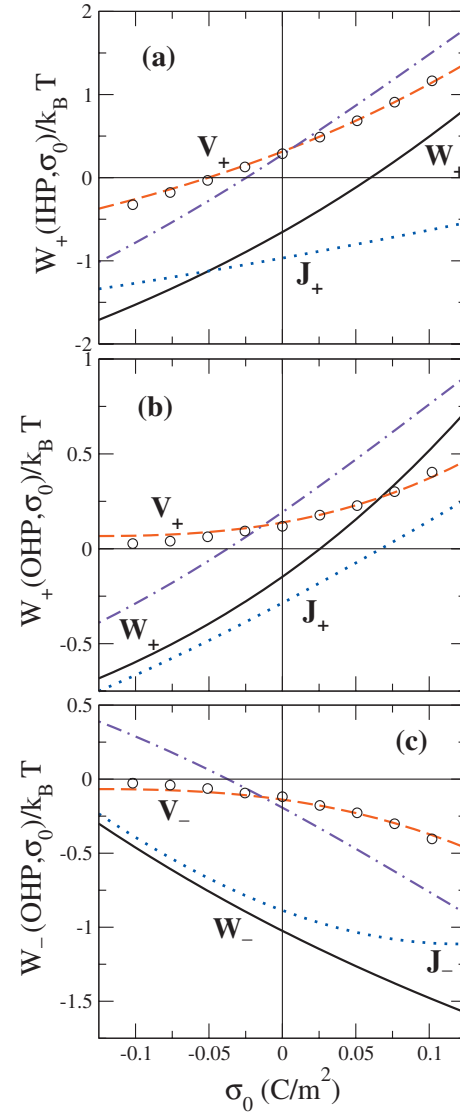 (a)
2
1
0
-1
-2
V+
W+
J+
W+(IHP,σ0)/kB T
(b)
1
0.5
0
-0.5
V+
W+
J+
W+(OHP,σ0)/kB T
(c)
0.5
0
-0.5
-1
-1.5
V−
W−
J−
W−(OHP,σ0)/kB T
-0.1 -0.05 0 0.05 0.1
σ0 (C/m²)